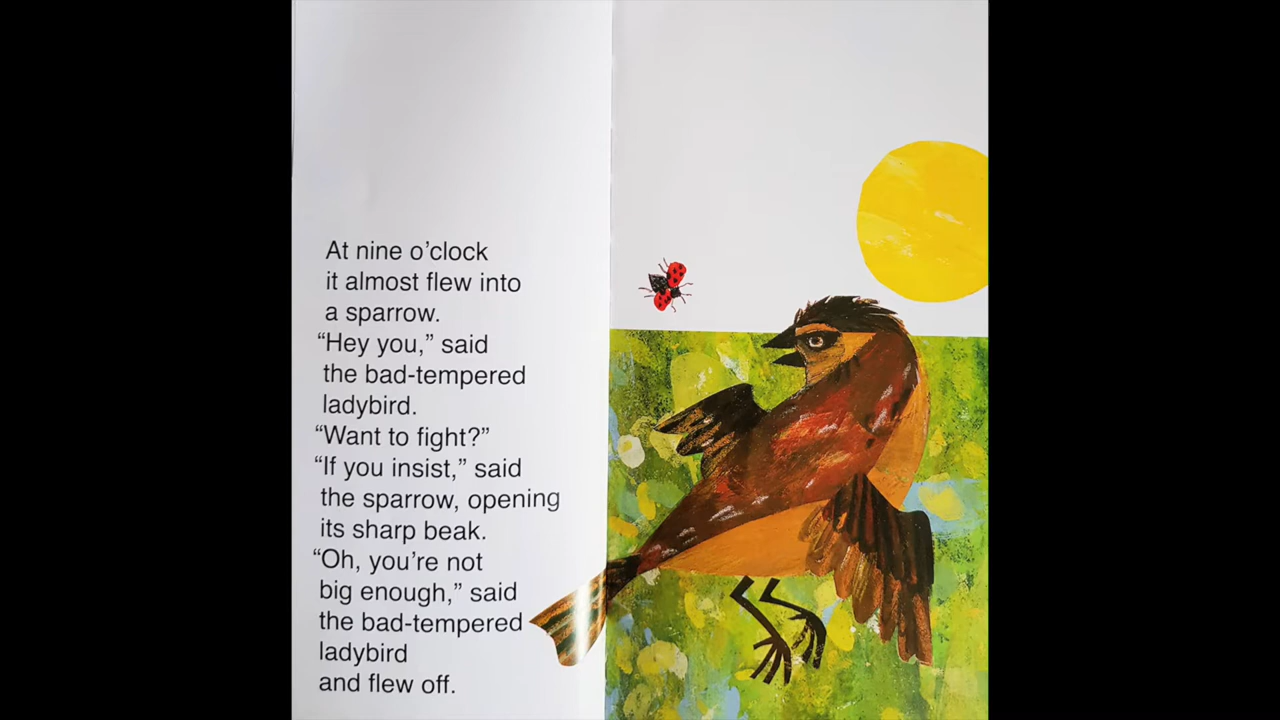 At nine o’clock
it almost flew into
a sparrow.
“Hey you,” said
the bad-tempered
ladybird.
“Want to fight?”
“If you insist,” said
the sparrow, opening
its sharp beak.
“Oh, you’re not
big enough,” said
the bad-tempered
ladybird
and flew off.